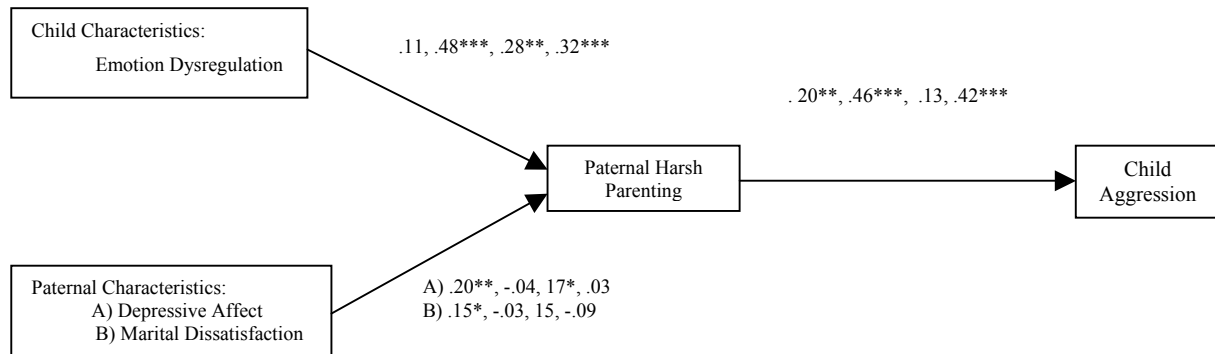 Child Characteristics:
Emotion Dysregulation
.11, .48***, .28**, .32***
. 20**, .46***, .13, .42***
Paternal Harsh
Parenting
Child
Aggression
Paternal Characteristics:
A) Depressive Affect
B) Marital Dissatisfaction
A) .20**, -.04, 17*, .03
B) .15*, -.03, 15, -.09